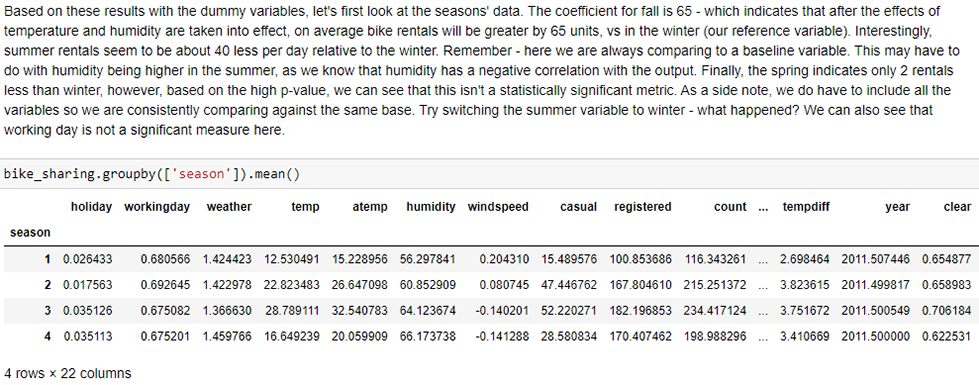 Based on these results with the dummy variables, let's first look at the seasons' data. The coefficient for fall is 65 - which indicates that after the effects of
temperature and humidity are taken into effect, on average bike rentals will be greater by 65 units, vs in the winter (our reference variable). Interestingly,
summer rentals seem to be about 40 less per day relative to the winter. Remember - here we are always comparing to a baseline variable. This may have to
do with humidity being higher in the summer, as we know that humidity has a negative correlation with the output. Finally, the spring indicates only 2 rentals
less than winter, however, based on the high p-value, we can see that this isn't a statistically significant metric. As a side note, we do have to include all the
variables so we are consistently comparing against the same base. Try switching the summer variable to winter - what happened? We can also see that
working day is not a significant measure here.
bike_sharing.groupby(['season']).mean()
holiday workingday weather temp atemp humidity windspeed casual registered count ... tempdiff year clear
season
1 0.026433 0.680566 1.424423 12.530491 15.228956 56.297841 0.204310 15.489576 100.853686 116.343261 ... 2.698464 2011.507446 0.654877
2 0.017563 0.692645 1.422978 22.823483 26.647098 60.852909 0.080745 47.446762 167.804610 215.251372 ... 3.823615 2011.499817 0.658983
3 0.035126 0.675082 1.366630 28.789111 32.540783 64.123674 -0.140201 52.220271 182.196853 234.417124 ... 3.751672 2011.500549 0.706184
4 0.035113 0.675201 1.459766 16.649239 20.059909 66.173738 -0.141288 28.580834 170.407462 198.988296 ... 3.410669 2011.500000 0.622531
4 rows × 22 columns